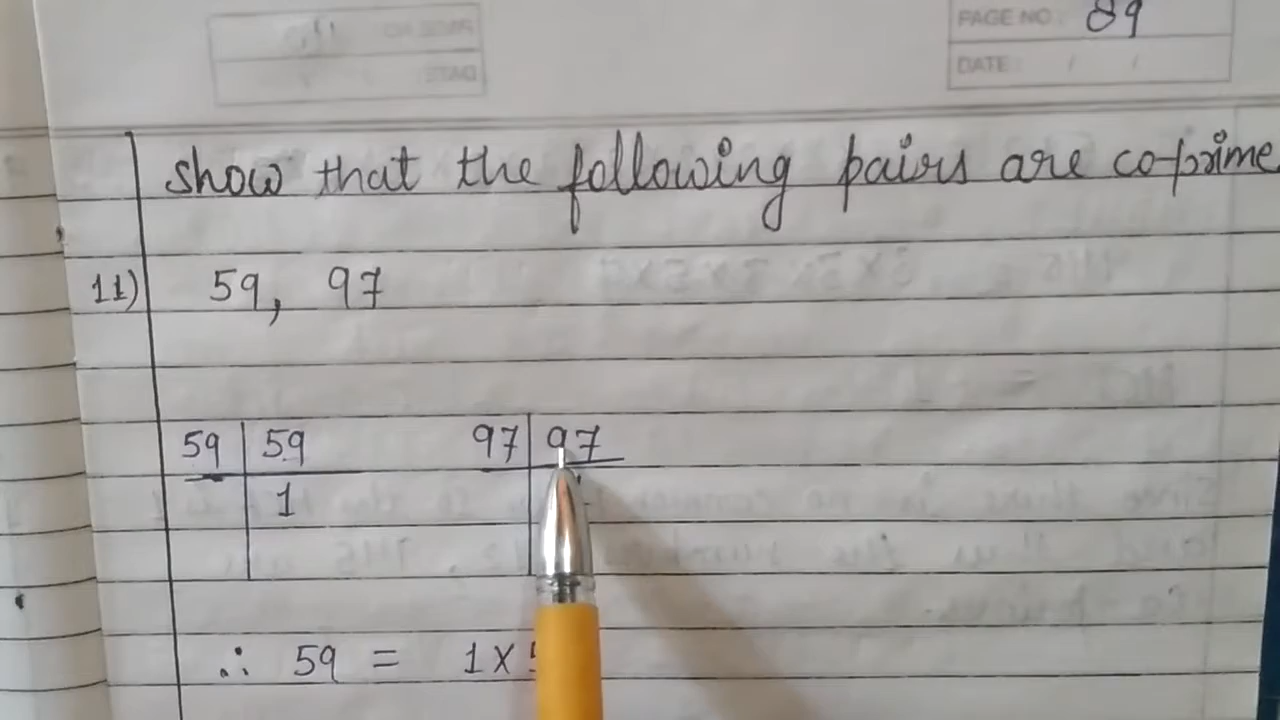 PAGE NO: 89
DATE: / /
Show that the following pairs are co-prime
11) 59, 97
59 | 59 97 | 97
1
∴ 59 = 1 ×